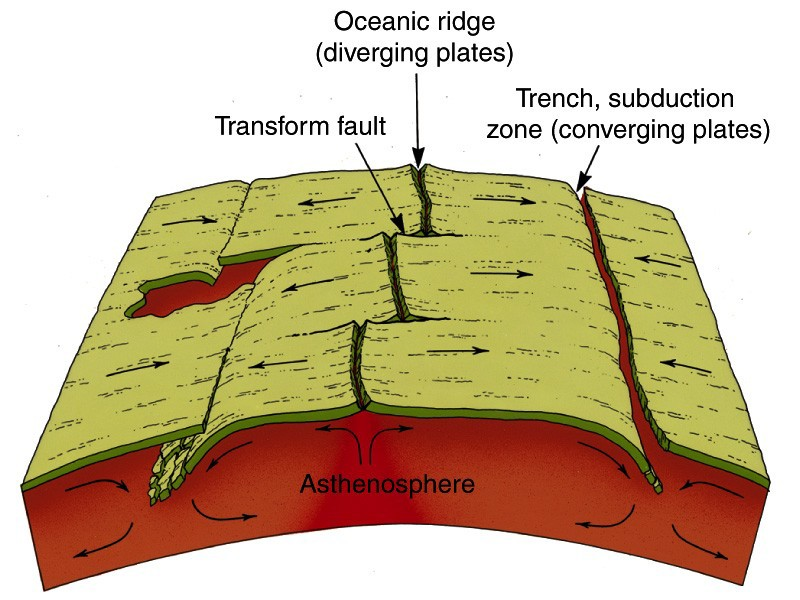 Oceanic ridge
(diverging plates)
Trench, subduction
zone (converging plates)
Transform fault
Asthenosphere